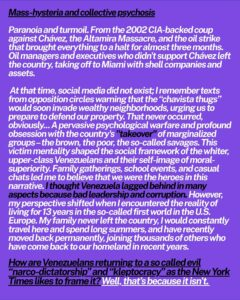 Mass-hysteria and collective psychosis
Paranoia and turmoil. From the 2002 CIA-backed coup
against Chávez, the Altamira Massacre, and the oil strike
that brought everything to a halt for almost three months.
Oil managers and executives who didn't support Chávez left
the country, taking off to Miami with shell companies and
assets.
At that time, social media did not exist; I remember texts
from opposition circles warning that the "chavista thugs"
would soon invade wealthy neighborhoods, urging us to
prepare to defend our property. That never occurred,
obviously... A pervasive psychological warfare and profound
obsession with the country's "takeover" of marginalized
groups – the brown, the poor, the so-called savages. This
victim mentality shaped the social framework of the whiter,
upper-class Venezuelans and their self-image of moral-
superiority. Family gatherings, school events, and casual
chats led me to believe that we were the heroes in this
narrative. I thought Venezuela lagged behind in many
aspects because bad leadership and corruption. However,
my perspective shifted when I encountered the reality of
living for 13 years in the so-called first world in the U.S.
Europe. My family never left the country, I would constantly
travel here and spend long summers, and have recently
moved back permanently, joining thousands of others who
have come back to our homeland in recent years.
How are Venezuelans returning to a so called evil
"narco-dictatorship" and "kleptocracy" as the New York
Times likes to frame it? Well, that's because it isn't.